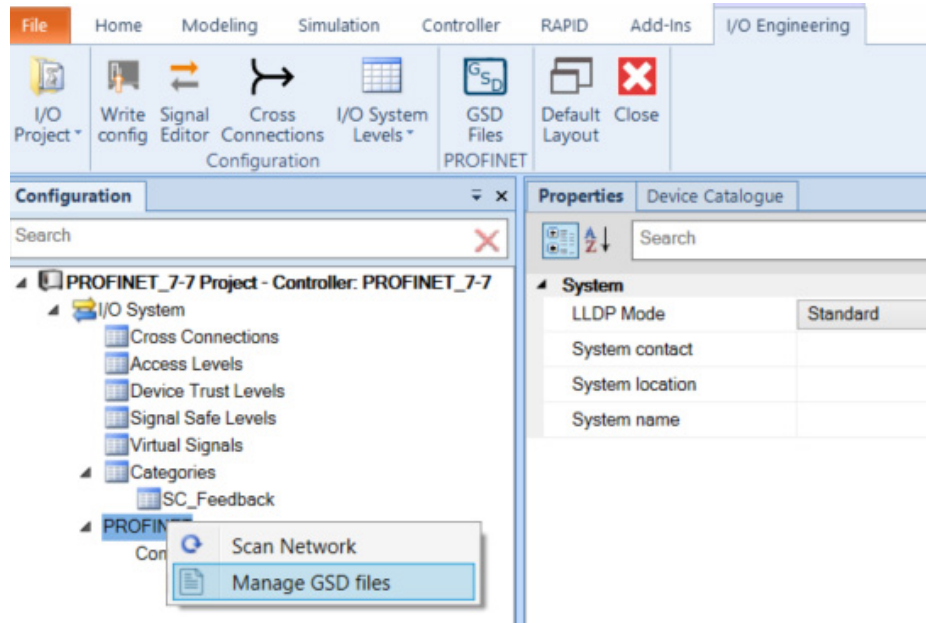 File Home Modeling Simulation Controller RAPID Add-Ins I/O Engineering
I/O Project
Write config
Signal Editor
Cross Connections
I/O System Levels
GSD
GSD Files
Default Layout
Close
Configuration
PROFINET
Configuration
Search
PROFINET_7-7 Project - Controller: PROFINET_7-7
I/O System
Cross Connections
Access Levels
Device Trust Levels
Signal Safe Levels
Virtual Signals
Categories
SC_Feedback
PROFIN
Con
Scan Network
Manage GSD files
Properties Device Catalogue
A
Z
Search
System
LLDP Mode Standard
System contact
System location
System name